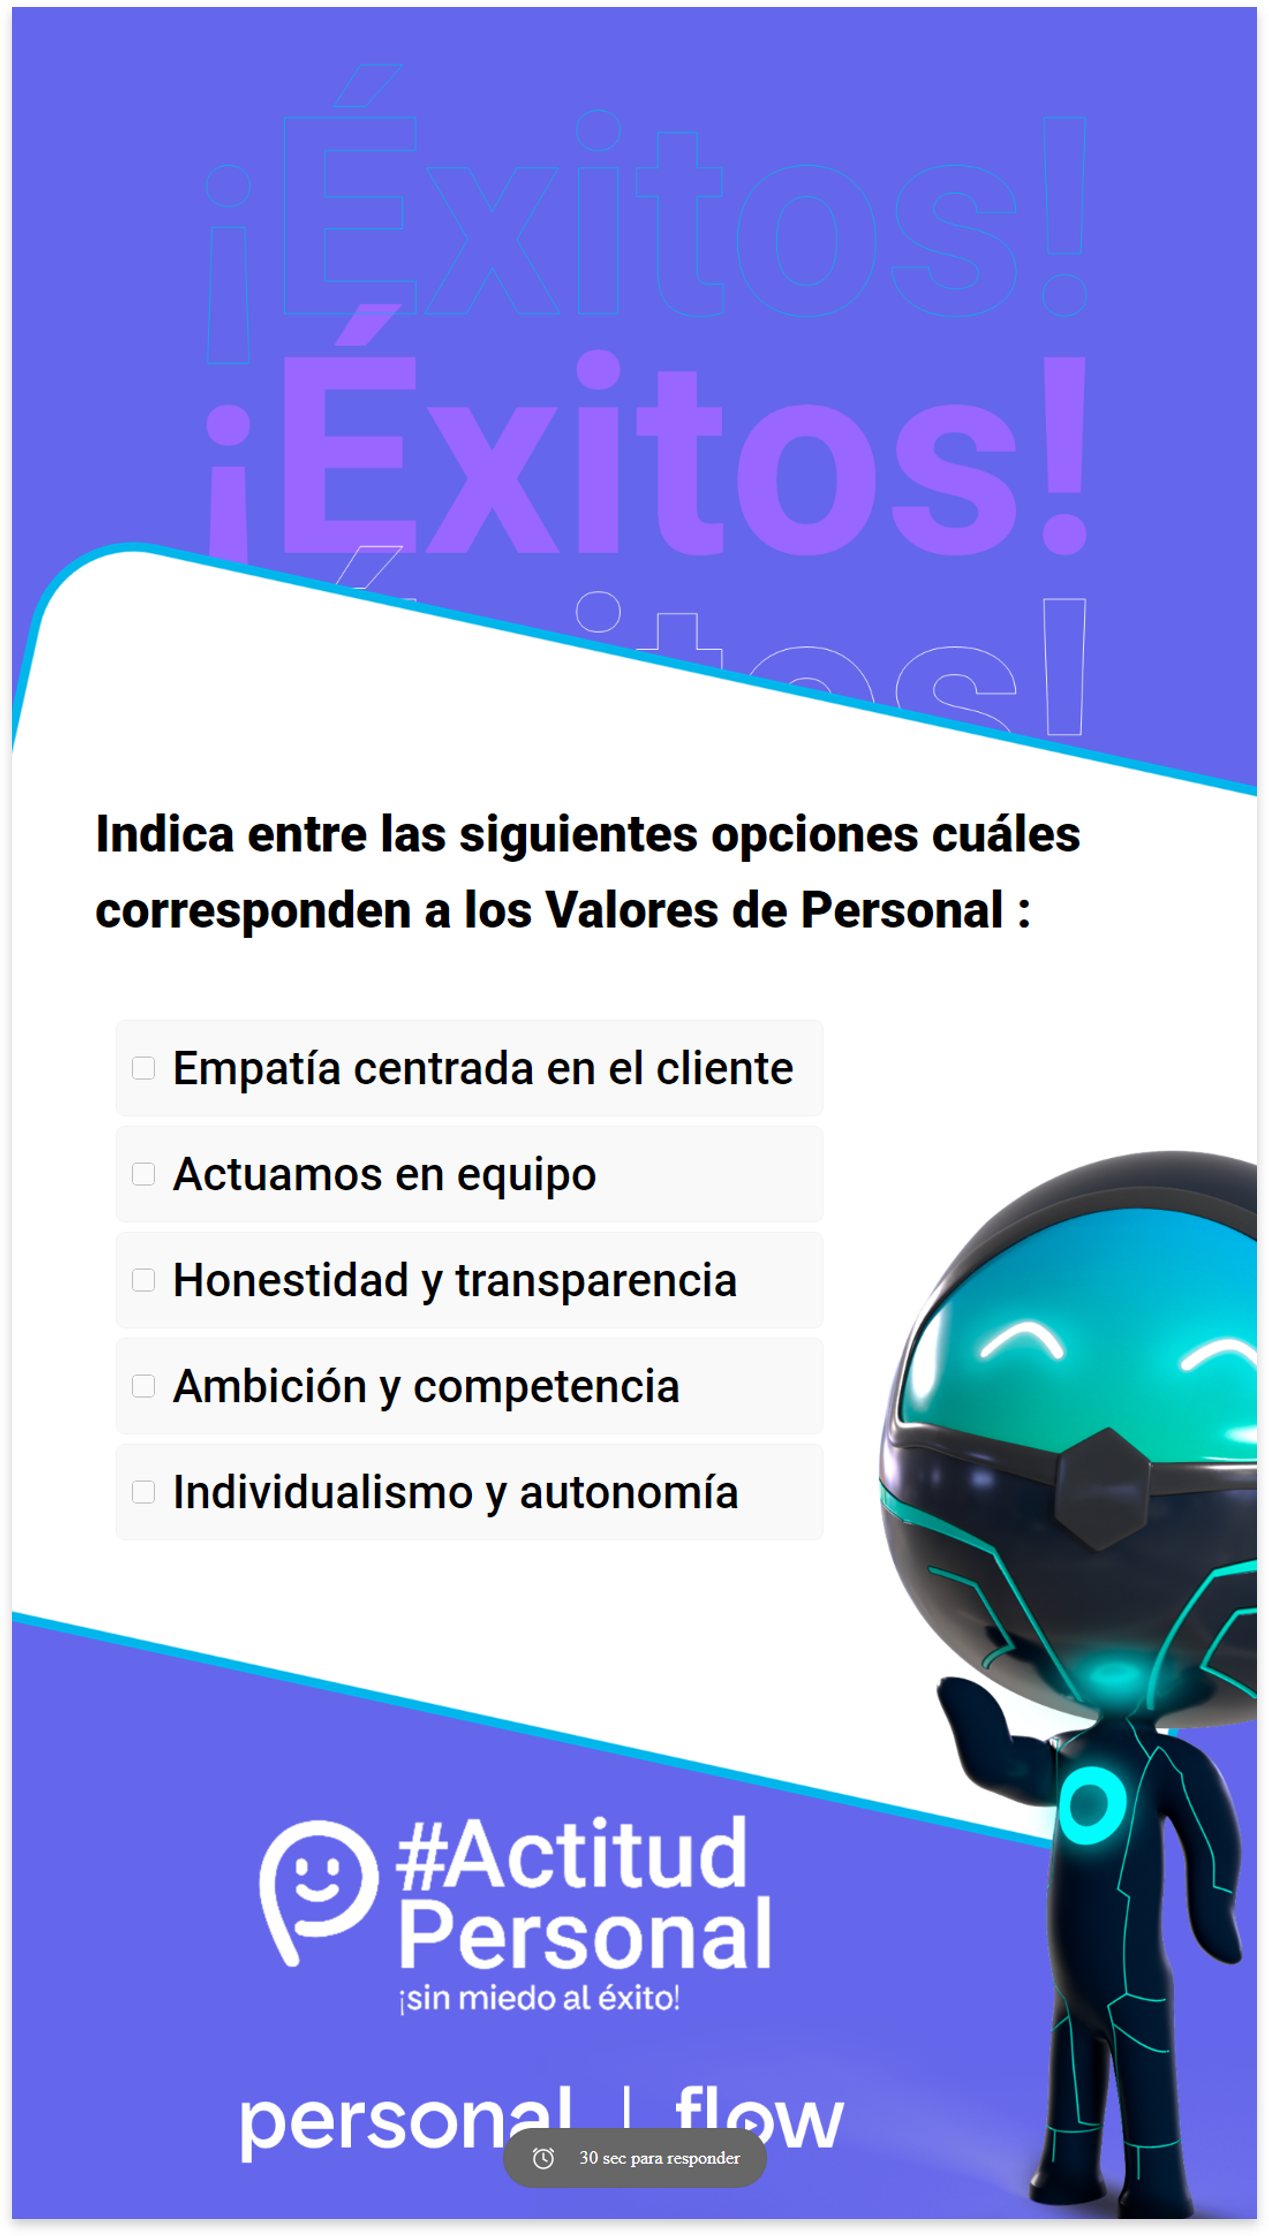 ¡Éxitos!
¡Éxitos!
¡Éxitos!
Indica entre las siguientes opciones cuáles
corresponden a los Valores de Personal :
Empatía centrada en el cliente
Actuamos en equipo
Honestidad y transparencia
Ambición y competencia
Individualismo y autonomía
#Actitud
Personal
¡sin miedo al éxito!
personal | flow
30 sec para responder